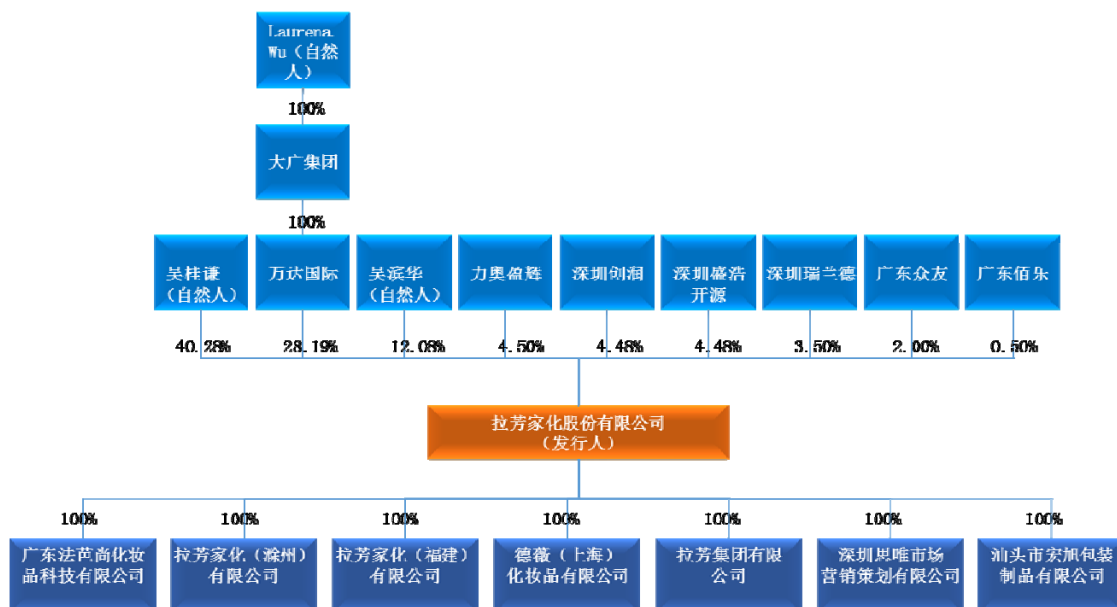 Laurena
Wu（自然
人）
100%
大广集团
100%
吴桂谦
（自然人）
万达国际
吴滨华
（自然人）
力奥盈辉
深圳创润
深圳盛浩
开源
深圳瑞兰德
广东众友
广东佰乐
40.28%
28.19%
12.08%
4.50%
4.48%
4.48%
3.50%
2.00%
0.50%
拉芳家化股份有限公司
（发行人）
100%
100%
100%
100%
100%
100%
100%
广东法芭尚化妆
品科技有限公司
拉芳家化（滁州）
有限公司
拉芳家化（福建）
有限公司
德薇（上海）
化妆品有限公司
拉芳集团有限
公司
深圳思唯市场
营销策划有限公司
汕头市宏旭包装
制品有限公司